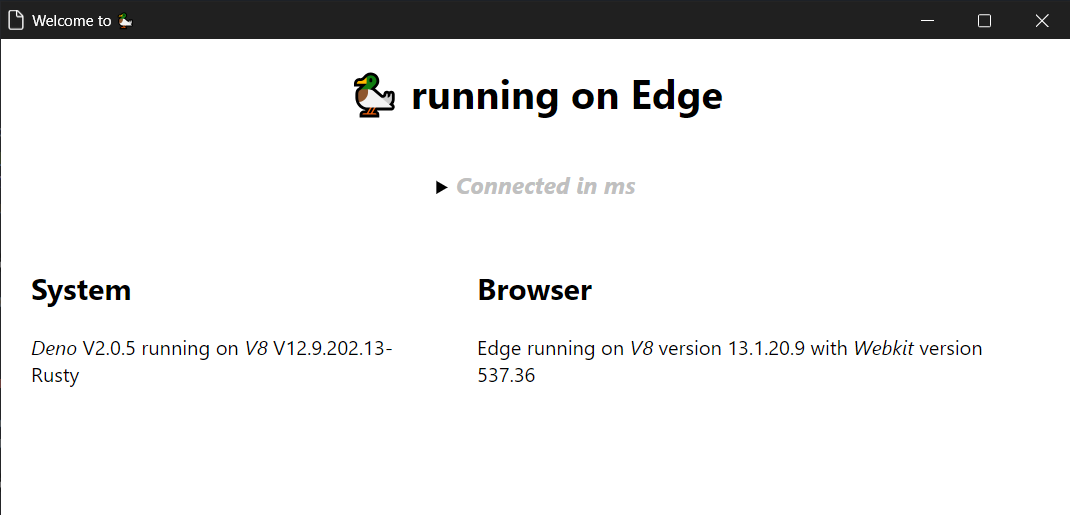 Welcome to 🦆
🦆 running on Edge
Connected in ms
System
Deno V2.0.5 running on V8 V12.9.202.13-
Rusty
Browser
Edge running on V8 version 13.1.20.9 with Webkit version
537.36